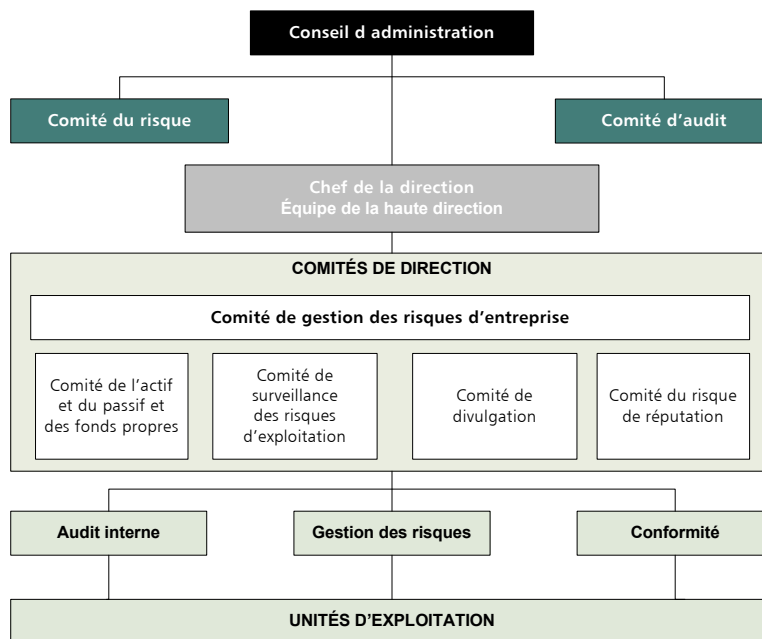 Conseil d administration
Comité du risque
Comité d'audit
Chef de la direction
Équipe de la haute direction
COMITÉS DE DIRECTION
Comité de gestion des risques d'entreprise
Comité de l'actif
et du passif et
des fonds propres
Comité de
surveillance
des risques
d'exploitation
Comité de
divulgation
Comité du risque
de réputation
Audit interne
Gestion des risques
Conformité
UNITÉS D'EXPLOITATION